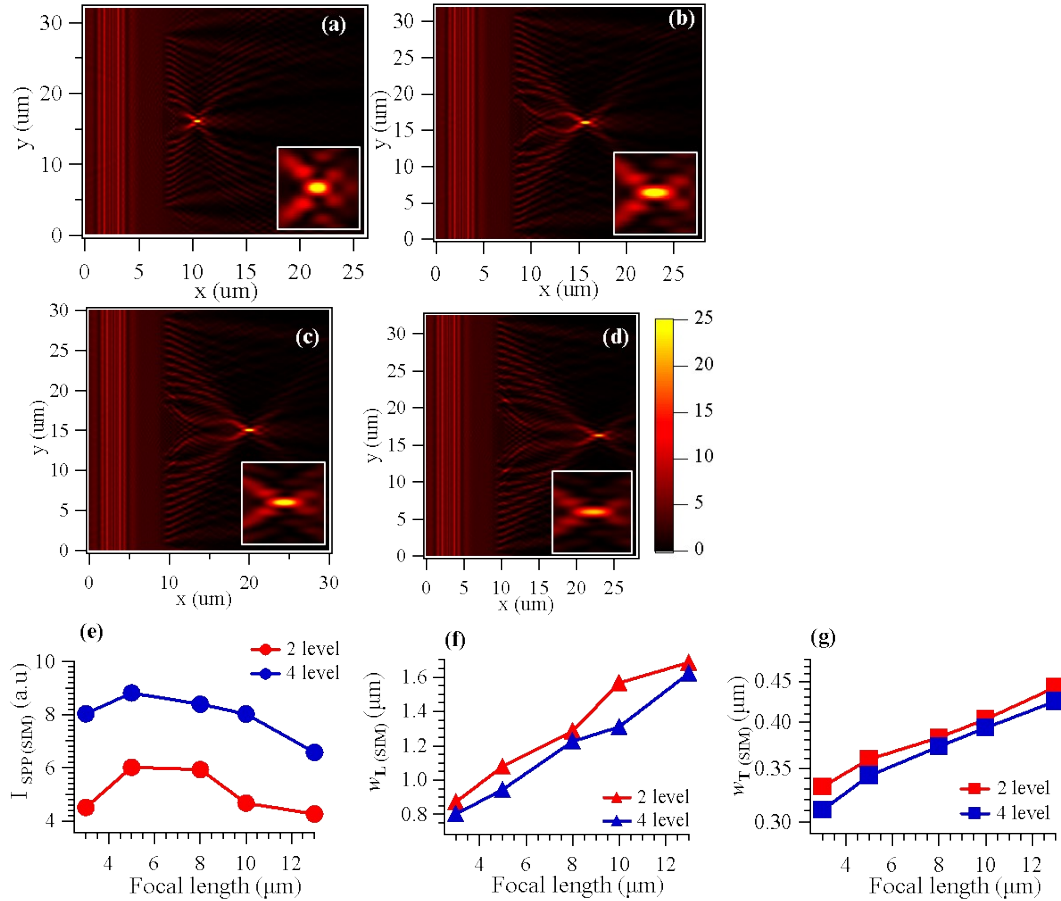 (a)
y (um)
30
20
10
0
0 5 10 15 20 25
x (um)
(b)
y (um)
30
25
20
15
10
5
0
0 5 10 15 20 25
x (um)
(c)
y (um)
30
25
20
15
10
5
0
0 10 20 30
x (um)
(d)
y (um)
30
25
20
15
10
5
0
0 5 10 15 20 25
x (um)
25
20
15
10
5
0
(e)
2 level
4 level
I SPP (SIM) (a.u)
10
8
6
4
4 6 8 10 12
Focal length (μm)
(f)
wL (SIM) (μm)
1.6
1.4
1.2
1.0
0.8
2 level
4 level
4 6 8 10 12
Focal length (μm)
(g)
wT (SIM) (μm)
0.45
0.40
0.35
0.30
2 level
4 level
4 6 8 10 12
Focal length (μm)